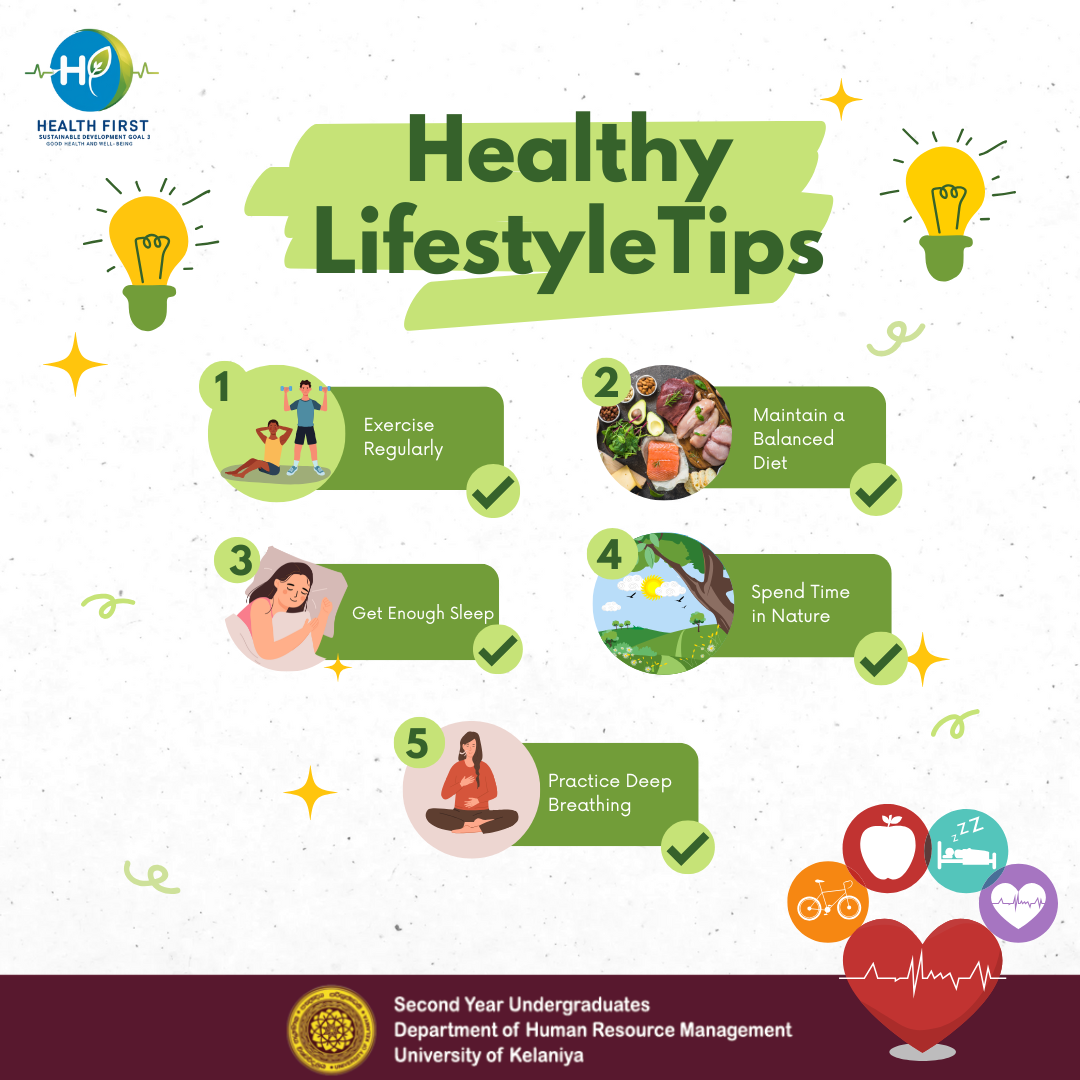 HEALTH FIRST
SUSTAINABLE DEVELOPMENT GOAL 3
GOOD HEALTH AND WELL-BEING
Healthy
LifestyleTips
1
Exercise
Regularly
2
Maintain a
Balanced
Diet
3
Get Enough Sleep
4
Spend Time
in Nature
5
Practice Deep
Breathing
zZZ
Second Year Undergraduates
Department of Human Resource Management
University of Kelaniya